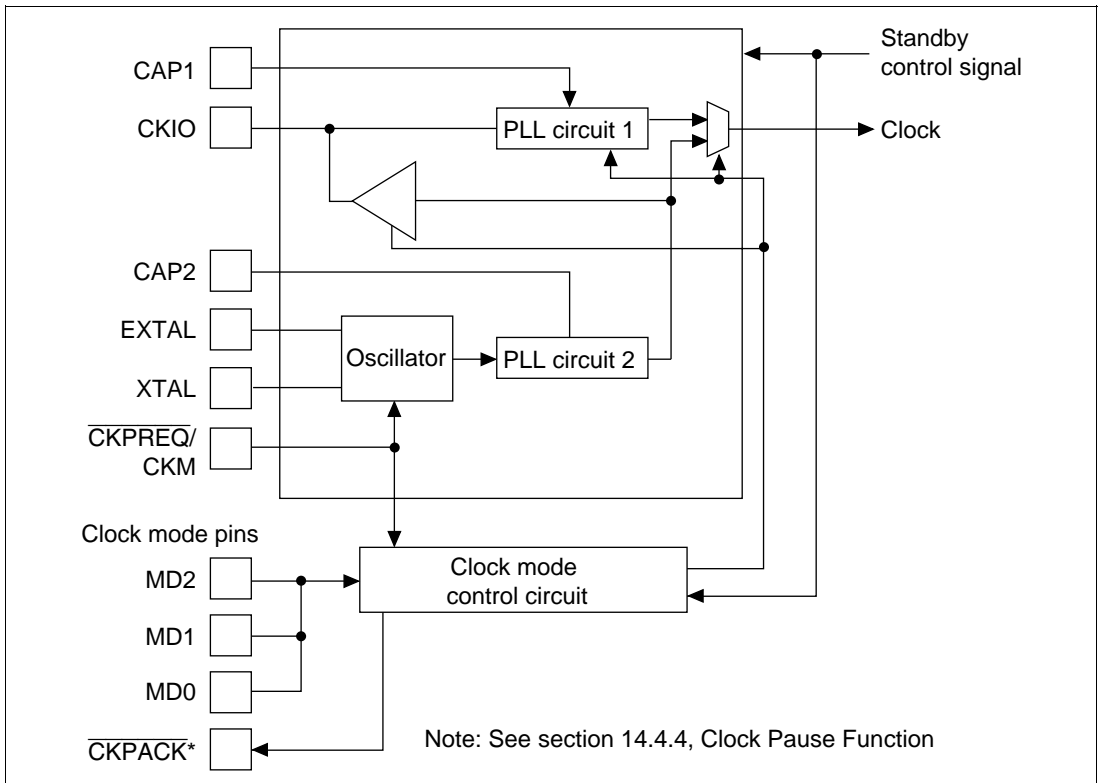 Standby
control signal
CAP1
CKIO
PLL circuit 1
Clock
CAP2
EXTAL
Oscillator
PLL circuit 2
XTAL
CKPREQ/
CKM
Clock mode pins
Clock mode
control circuit
MD2
MD1
MD0
CKPACK*
Note: See section 14.4.4, Clock Pause Function